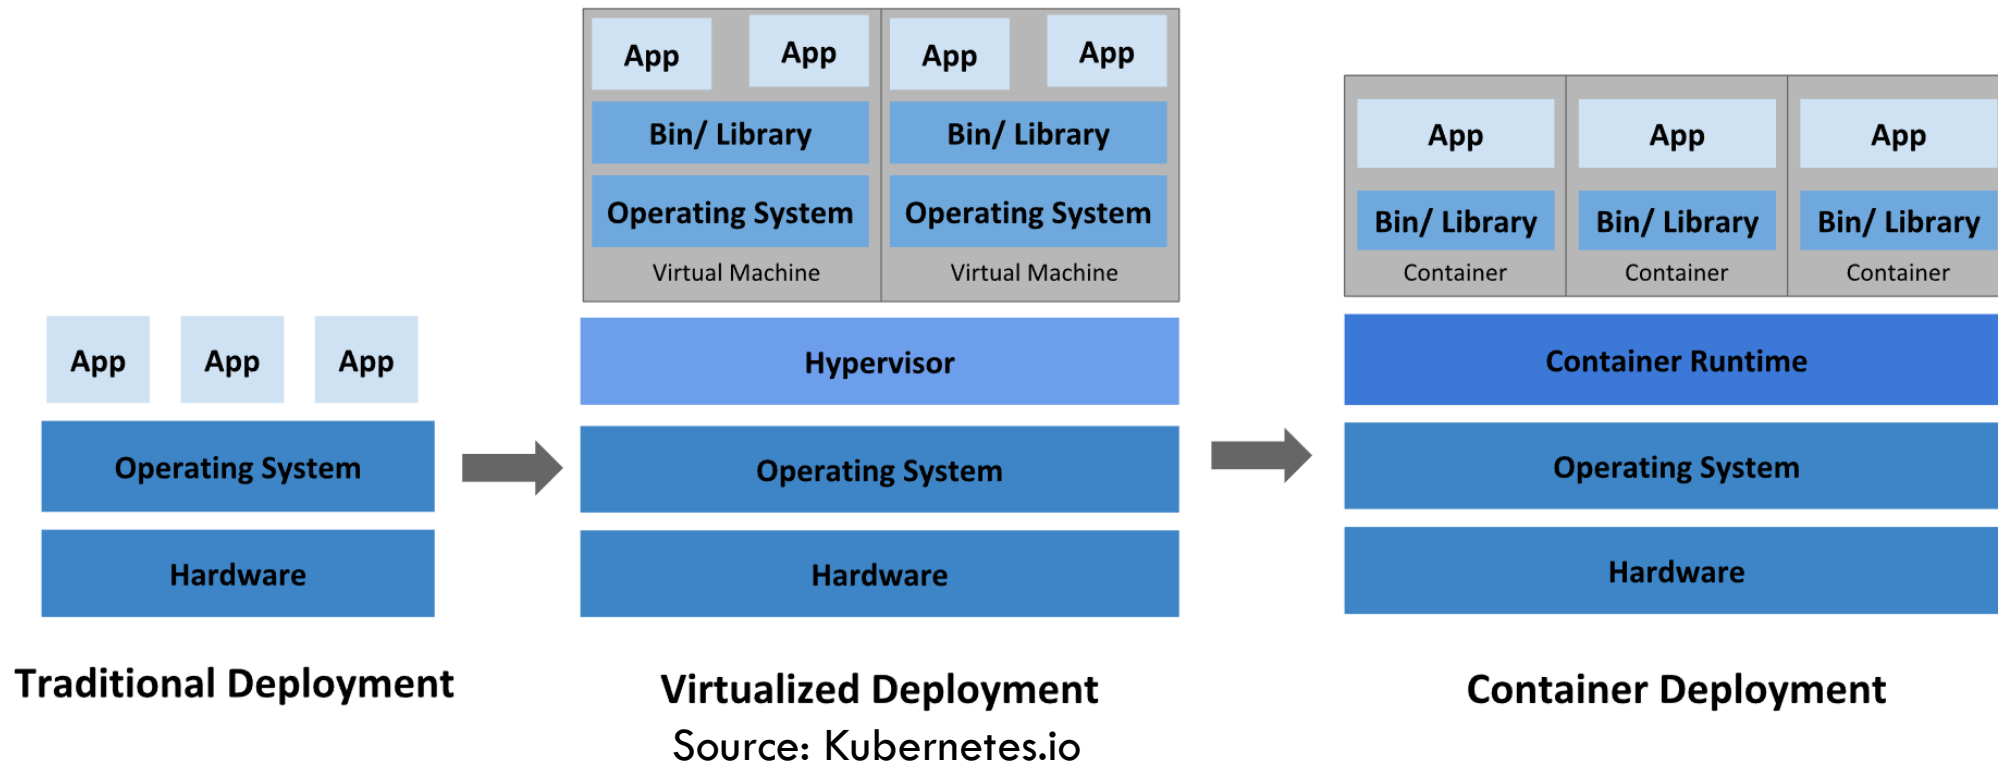 App App App
Operating System
Hardware
Traditional Deployment
App App App App
Bin/ Library Bin/ Library
Operating System Operating System
Virtual Machine Virtual Machine
Hypervisor
Operating System
Hardware
Virtualized Deployment
Source: Kubernetes.io
App App App
Bin/ Library Bin/ Library Bin/ Library
Container Container Container
Container Runtime
Operating System
Hardware
Container Deployment